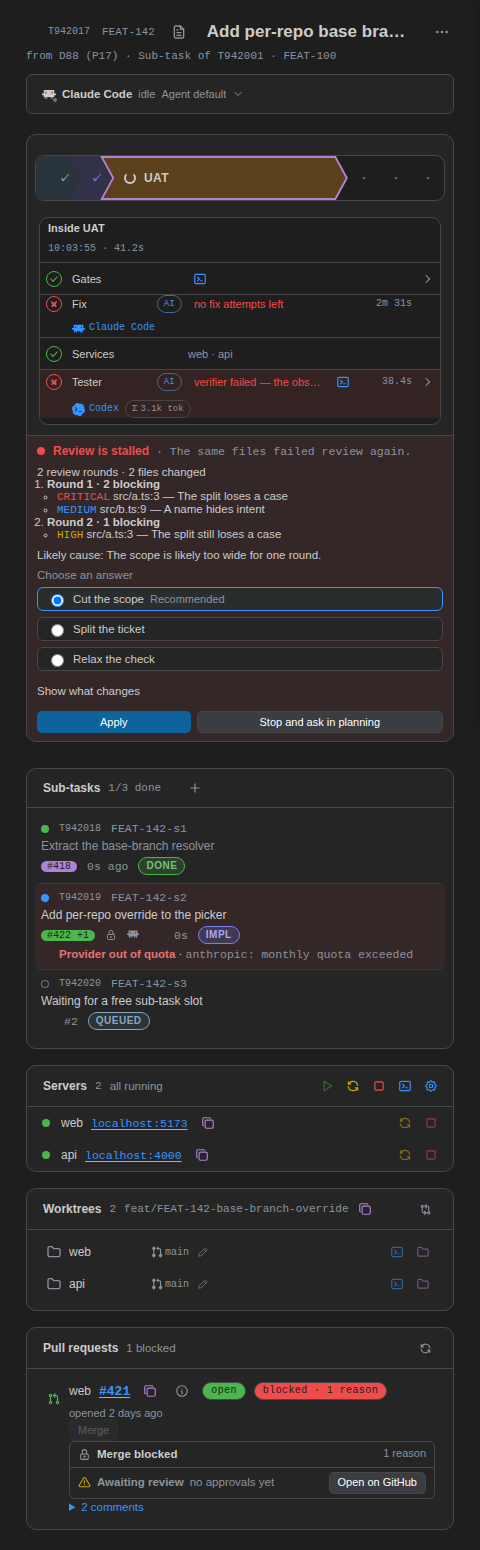 T942017 FEAT-142 Add per-repo base bra…
from D88 (P17) · Sub-task of T942001 · FEAT-100
Claude Code idle Agent default
UAT
Inside UAT
10:03:55 · 41.2s
Gates
Fix AI no fix attempts left 2m 31s
Claude Code
Services web · api
Tester AI verifier failed — the obs… 38.4s
Codex Σ 3.1k tok
Review is stalled · The same files failed review again.
2 review rounds · 2 files changed
1. Round 1 · 2 blocking
CRITICAL src/a.ts:3 — The split loses a case
MEDIUM src/b.ts:9 — A name hides intent
2. Round 2 · 1 blocking
HIGH src/a.ts:3 — The split still loses a case
Likely cause: The scope is likely too wide for one round.
Choose an answer
Cut the scope Recommended
Split the ticket
Relax the check
Show what changes
Apply Stop and ask in planning
Sub-tasks 1/3 done
T942018 FEAT-142-s1
Extract the base-branch resolver
#418 0s ago DONE
T942019 FEAT-142-s2
Add per-repo override to the picker
#422 +1 0s IMPL
Provider out of quota · anthropic: monthly quota exceeded
T942020 FEAT-142-s3
Waiting for a free sub-task slot
#2 QUEUED
Servers 2 all running
web localhost:5173
api localhost:4000
Worktrees 2 feat/FEAT-142-base-branch-override
web main
api main
Pull requests 1 blocked
web #421 open blocked · 1 reason
opened 2 days ago
Merge
Merge blocked 1 reason
Awaiting review no approvals yet Open on GitHub
2 comments